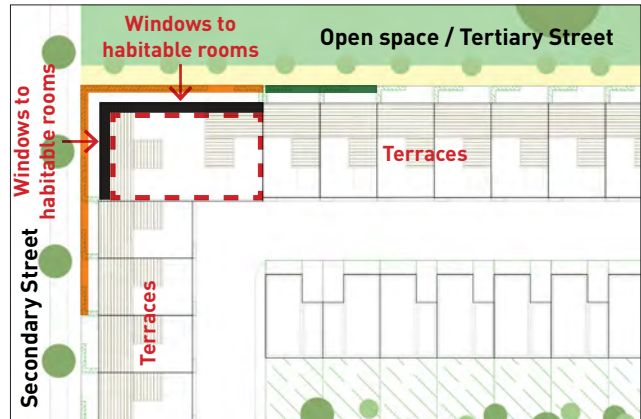 Windows to
habitable rooms
Open space / Tertiary Street
Windows to
habitable rooms
Terraces
Terraces
Secondary Street